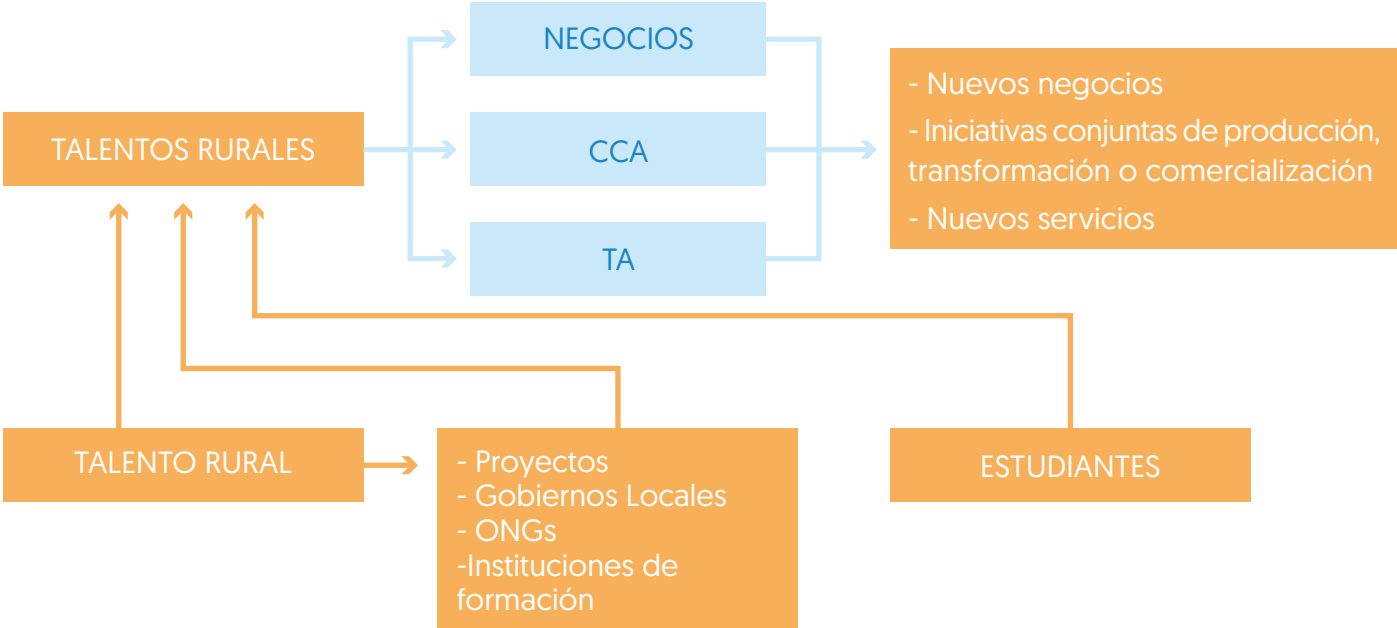 NEGOCIOS
TALENTOS RURALES
CCA
TA
- Nuevos negocios
- Iniciativas conjuntas de producción,
transformación o comercialización
- Nuevos servicios
TALENTO RURAL
- Proyectos
- Gobiernos Locales
- ONGs
-Instituciones de
formación
ESTUDIANTES